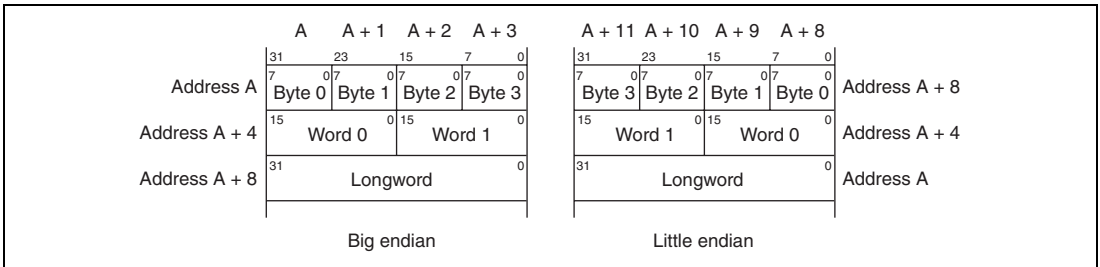 A A + 1 A + 2 A + 3 A + 11 A + 10 A + 9 A + 8
31 23 15 7 0 31 23 15 7 0
7 0 7 0 7 0 7 0 7 0 7 0 7 0 7 0
Address A Byte 0 Byte 1 Byte 2 Byte 3 Byte 3 Byte 2 Byte 1 Byte 0 Address A + 8
15 0 15 0 15 0 15 0
Address A + 4 Word 0 Word 1 Word 1 Word 0 Address A + 4
31 0 31 0
Address A + 8 Longword Longword Address A
Big endian Little endian